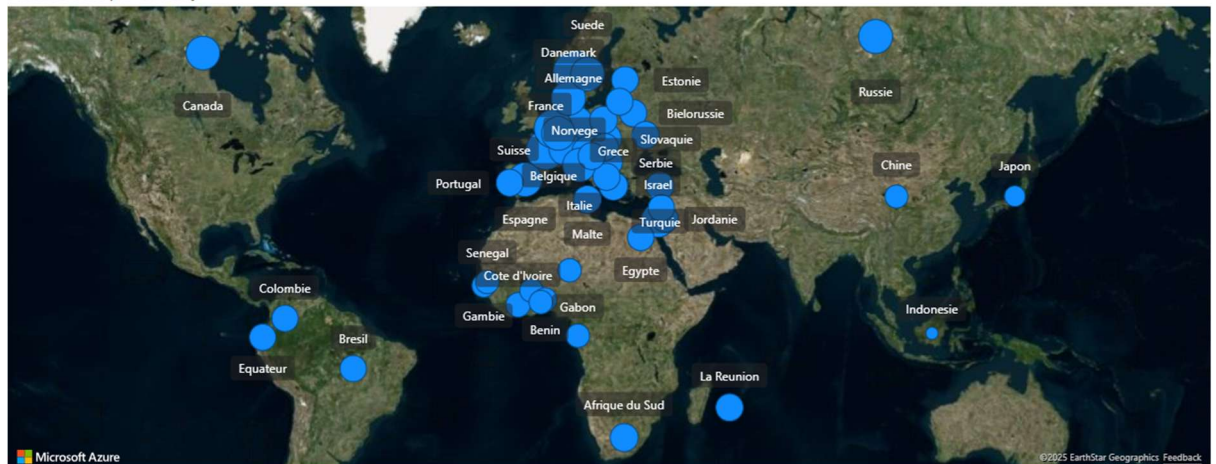 Suede
Danemark
Allemagne
Estonie
Russie
Canada
France
Bielorussie
Norvege
Slovaquie
Suisse
Grece
Serbie
Chine
Japon
Portugal
Belgique
Israel
Italie
Espagne
Turquie
Jordanie
Malte
Senegal
Cote d'Ivoire
Egypte
Colombie
Gambie
Gabon
Indonesie
Benin
Bresil
Equateur
La Reunion
Afrique du Sud
Microsoft Azure
©2025 EarthStar Geographics Feedback